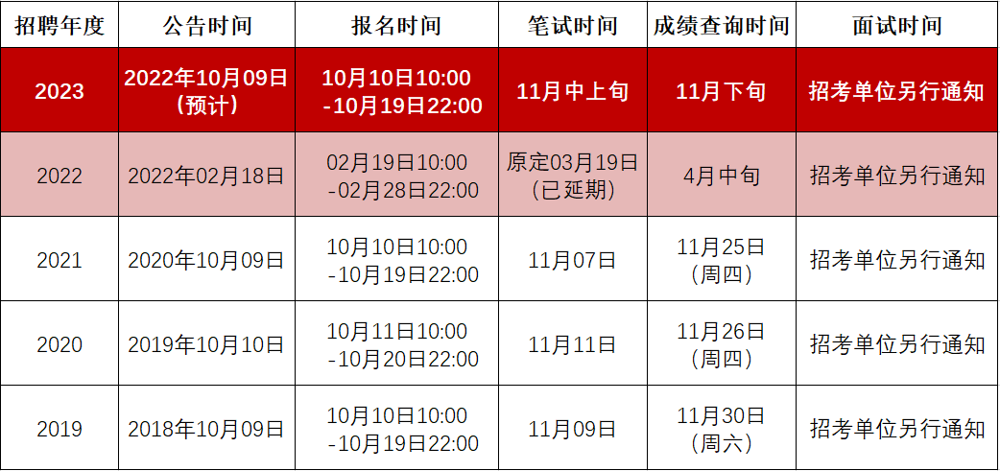 招聘年度 公告时间 报名时间 笔试时间 成绩查询时间 面试时间
2023 2022年10月09日(预计) 10月10日10:00-10月19日22:00 11月中上旬 11月下旬 招考单位另行通知
2022 2022年02月18日 02月19日10:00-02月28日22:00 原定03月19日(已延期) 4月中旬 招考单位另行通知
2021 2020年10月09日 10月10日10:00-10月19日22:00 11月07日 11月25日(周四) 招考单位另行通知
2020 2019年10月10日 10月11日10:00-10月20日22:00 11月11日 11月26日(周四) 招考单位另行通知
2019 2018年10月09日 10月10日10:00-10月19日22:00 11月09日 11月30日(周六) 招考单位另行通知